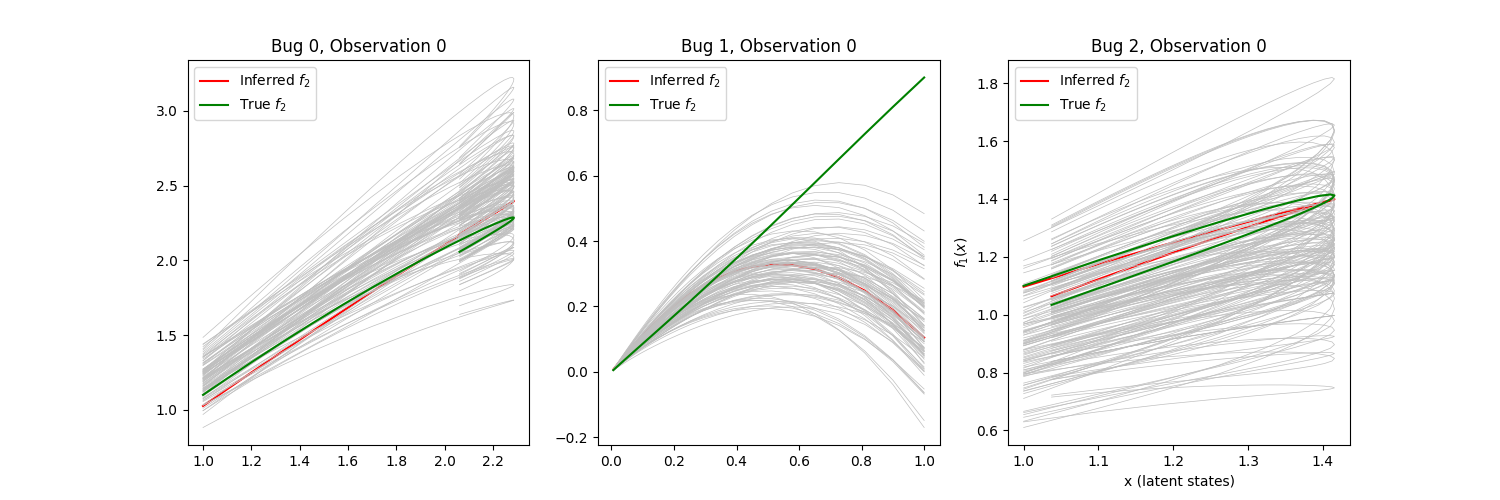 Bug 0, Observation 0
Inferred f₂
True f₂
3.0
2.5
2.0
1.5
1.0
1.0 1.2 1.4 1.6 1.8 2.0 2.2
Bug 1, Observation 0
Inferred f₂
True f₂
0.8
0.6
0.4
0.2
0.0
−0.2
0.0 0.2 0.4 0.6 0.8 1.0
Bug 2, Observation 0
Inferred f₂
True f₂
f₁(x)
1.8
1.6
1.4
1.2
1.0
0.8
0.6
1.0 1.1 1.2 1.3 1.4
x (latent states)